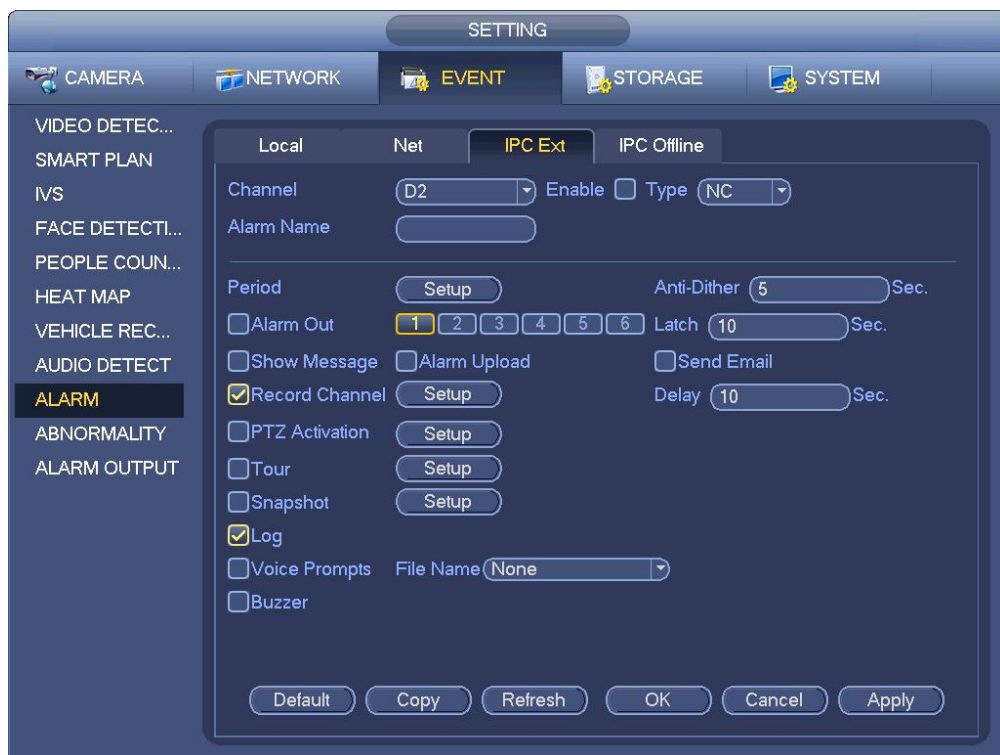 SETTING
CAMERA NETWORK EVENT STORAGE SYSTEM
VIDEO DETEC...
SMART PLAN
IVS
FACE DETECTI...
PEOPLE COUN...
HEAT MAP
VEHICLE REC...
AUDIO DETECT
ALARM
ABNORMALITY
ALARM OUTPUT
Local Net IPC Ext IPC Offline
Channel D2 Enable Type NC
Alarm Name
Period Setup Anti-Dither 5 Sec.
Alarm Out 1 2 3 4 5 6 Latch 10 Sec.
Show Message Alarm Upload Send Email
Record Channel Setup Delay 10 Sec.
PTZ Activation Setup
Tour Setup
Snapshot Setup
Log
Voice Prompts File Name None
Buzzer
Default Copy Refresh OK Cancel Apply